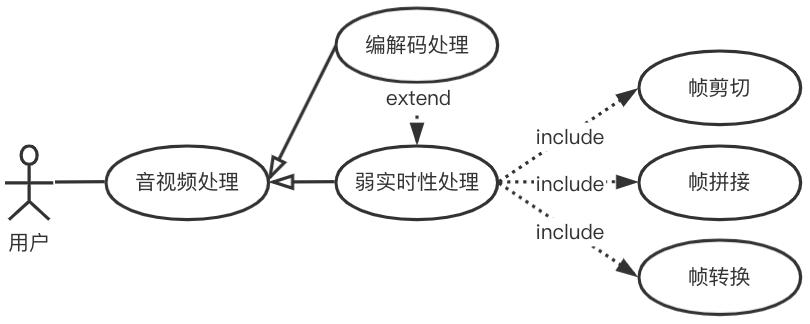 编解码处理
extend
帧剪切
include
用户
音视频处理
弱实时性处理
include
帧拼接
include
帧转换